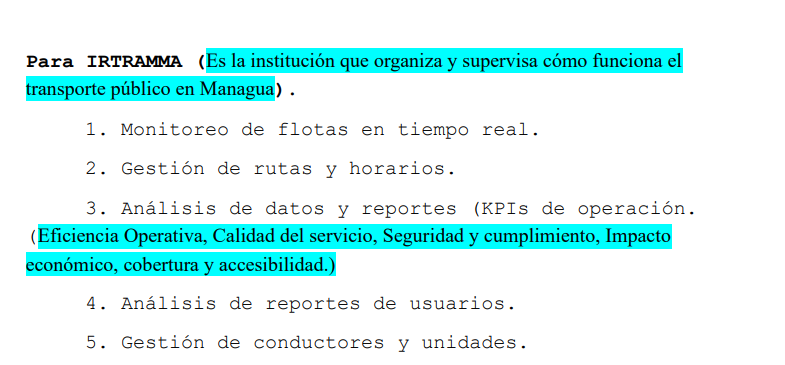 Para IRTRAMMA (Es la institución que organiza y supervisa cómo funciona el
transporte público en Managua).
1. Monitoreo de flotas en tiempo real.
2. Gestión de rutas y horarios.
3. Análisis de datos y reportes (KPIs de operación.
(Eficiencia Operativa, Calidad del servicio, Seguridad y cumplimiento, Impacto
económico, cobertura y accesibilidad.)
4. Análisis de reportes de usuarios.
5. Gestión de conductores y unidades.